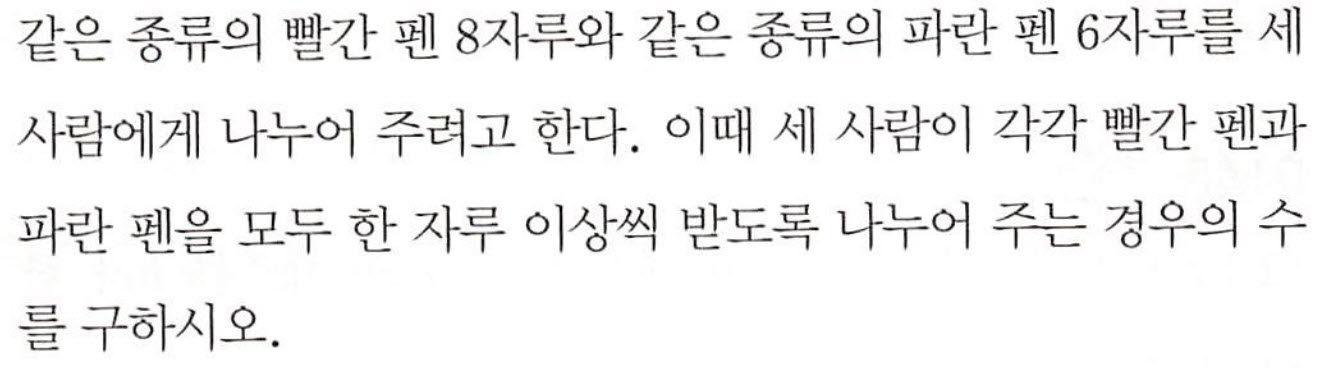 같은 종류의 빨간 펜 8자루와 같은 종류의 파란 펜 6자루를 세
사람에게 나누어 주려고 한다. 이때 세 사람이 각각 빨간 펜과
파란 펜을 모두 한 자루 이상씩 받도록 나누어 주는 경우의 수
를 구하시오.